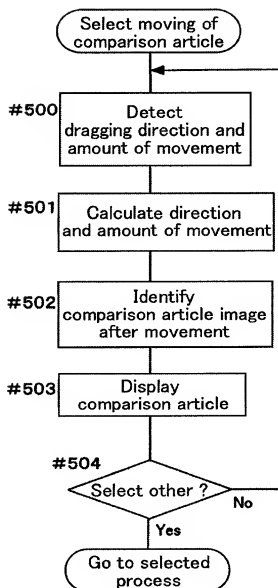 Select moving of
comparison article
#500
Detect
dragging direction and
amount of movement
#501
Calculate direction
and amount of movement
#502
Identify
comparison article image
after movement
#503
Display
comparison article
#504
Select other ?
No
Yes
Go to selected
process